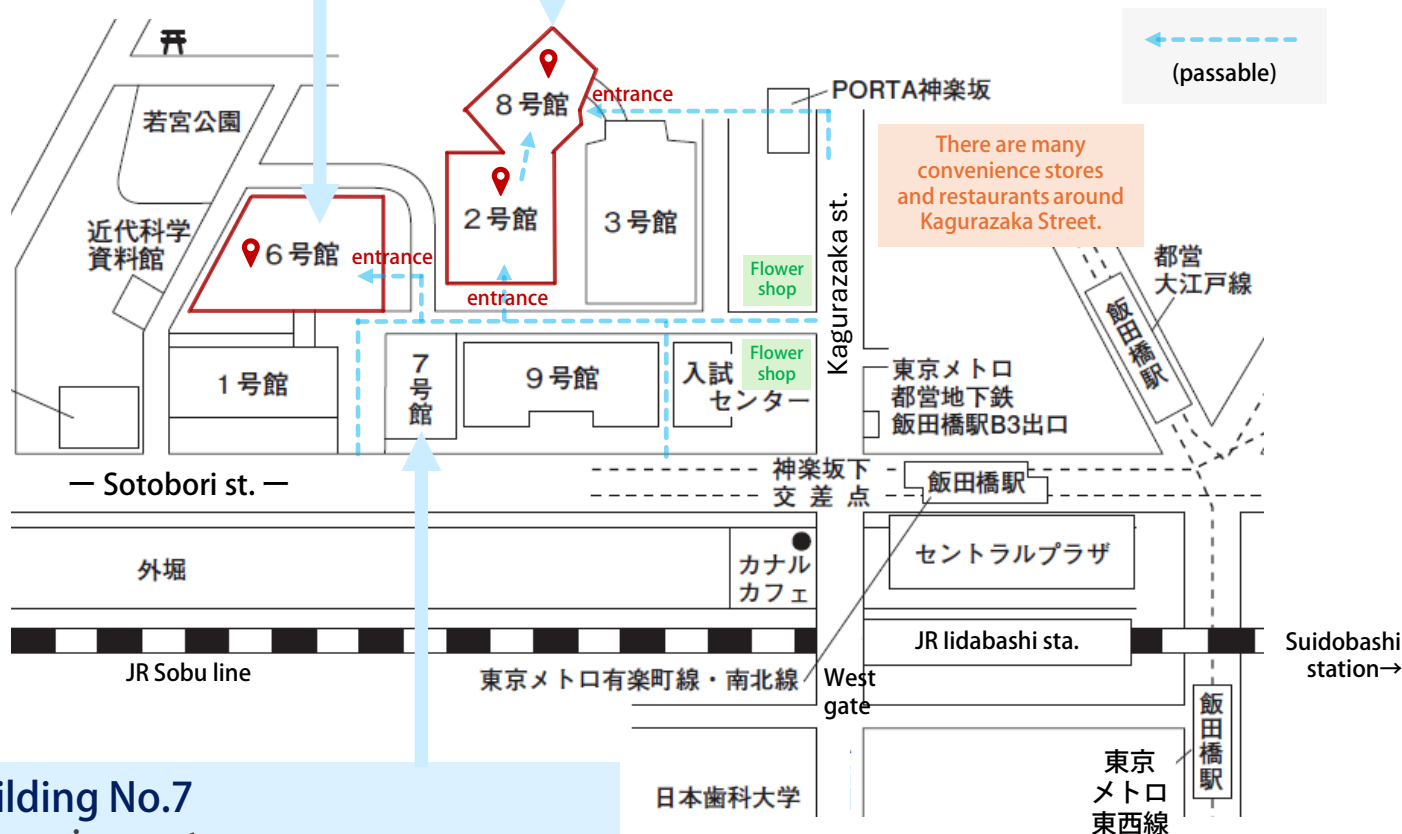 (passable)
PORTA神楽坂
8号館
entrance
若宮公園
There are many
convenience stores
and restaurants around
Kagurazaka Street.
2号館
3号館
Kagurazaka st.
近代科学
資料館
6号館
entrance
都営
大江戸線
Flower
shop
entrance
飯田橋駅
1号館
7号館
9号館
入試
センター
Flower
shop
東京メトロ
都営地下鉄
飯田橋駅B3出口
— Sotobori st. —
神楽坂下
交差点
飯田橋駅
外堀
カナル
カフェ
セントラルプラザ
JR Iidabashi sta.
Suidobashi
station→
JR Sobu line
東京メトロ有楽町線・南北線
West
gate
飯田橋駅
東京
メトロ
東西線
日本歯科大学
ilding No.7